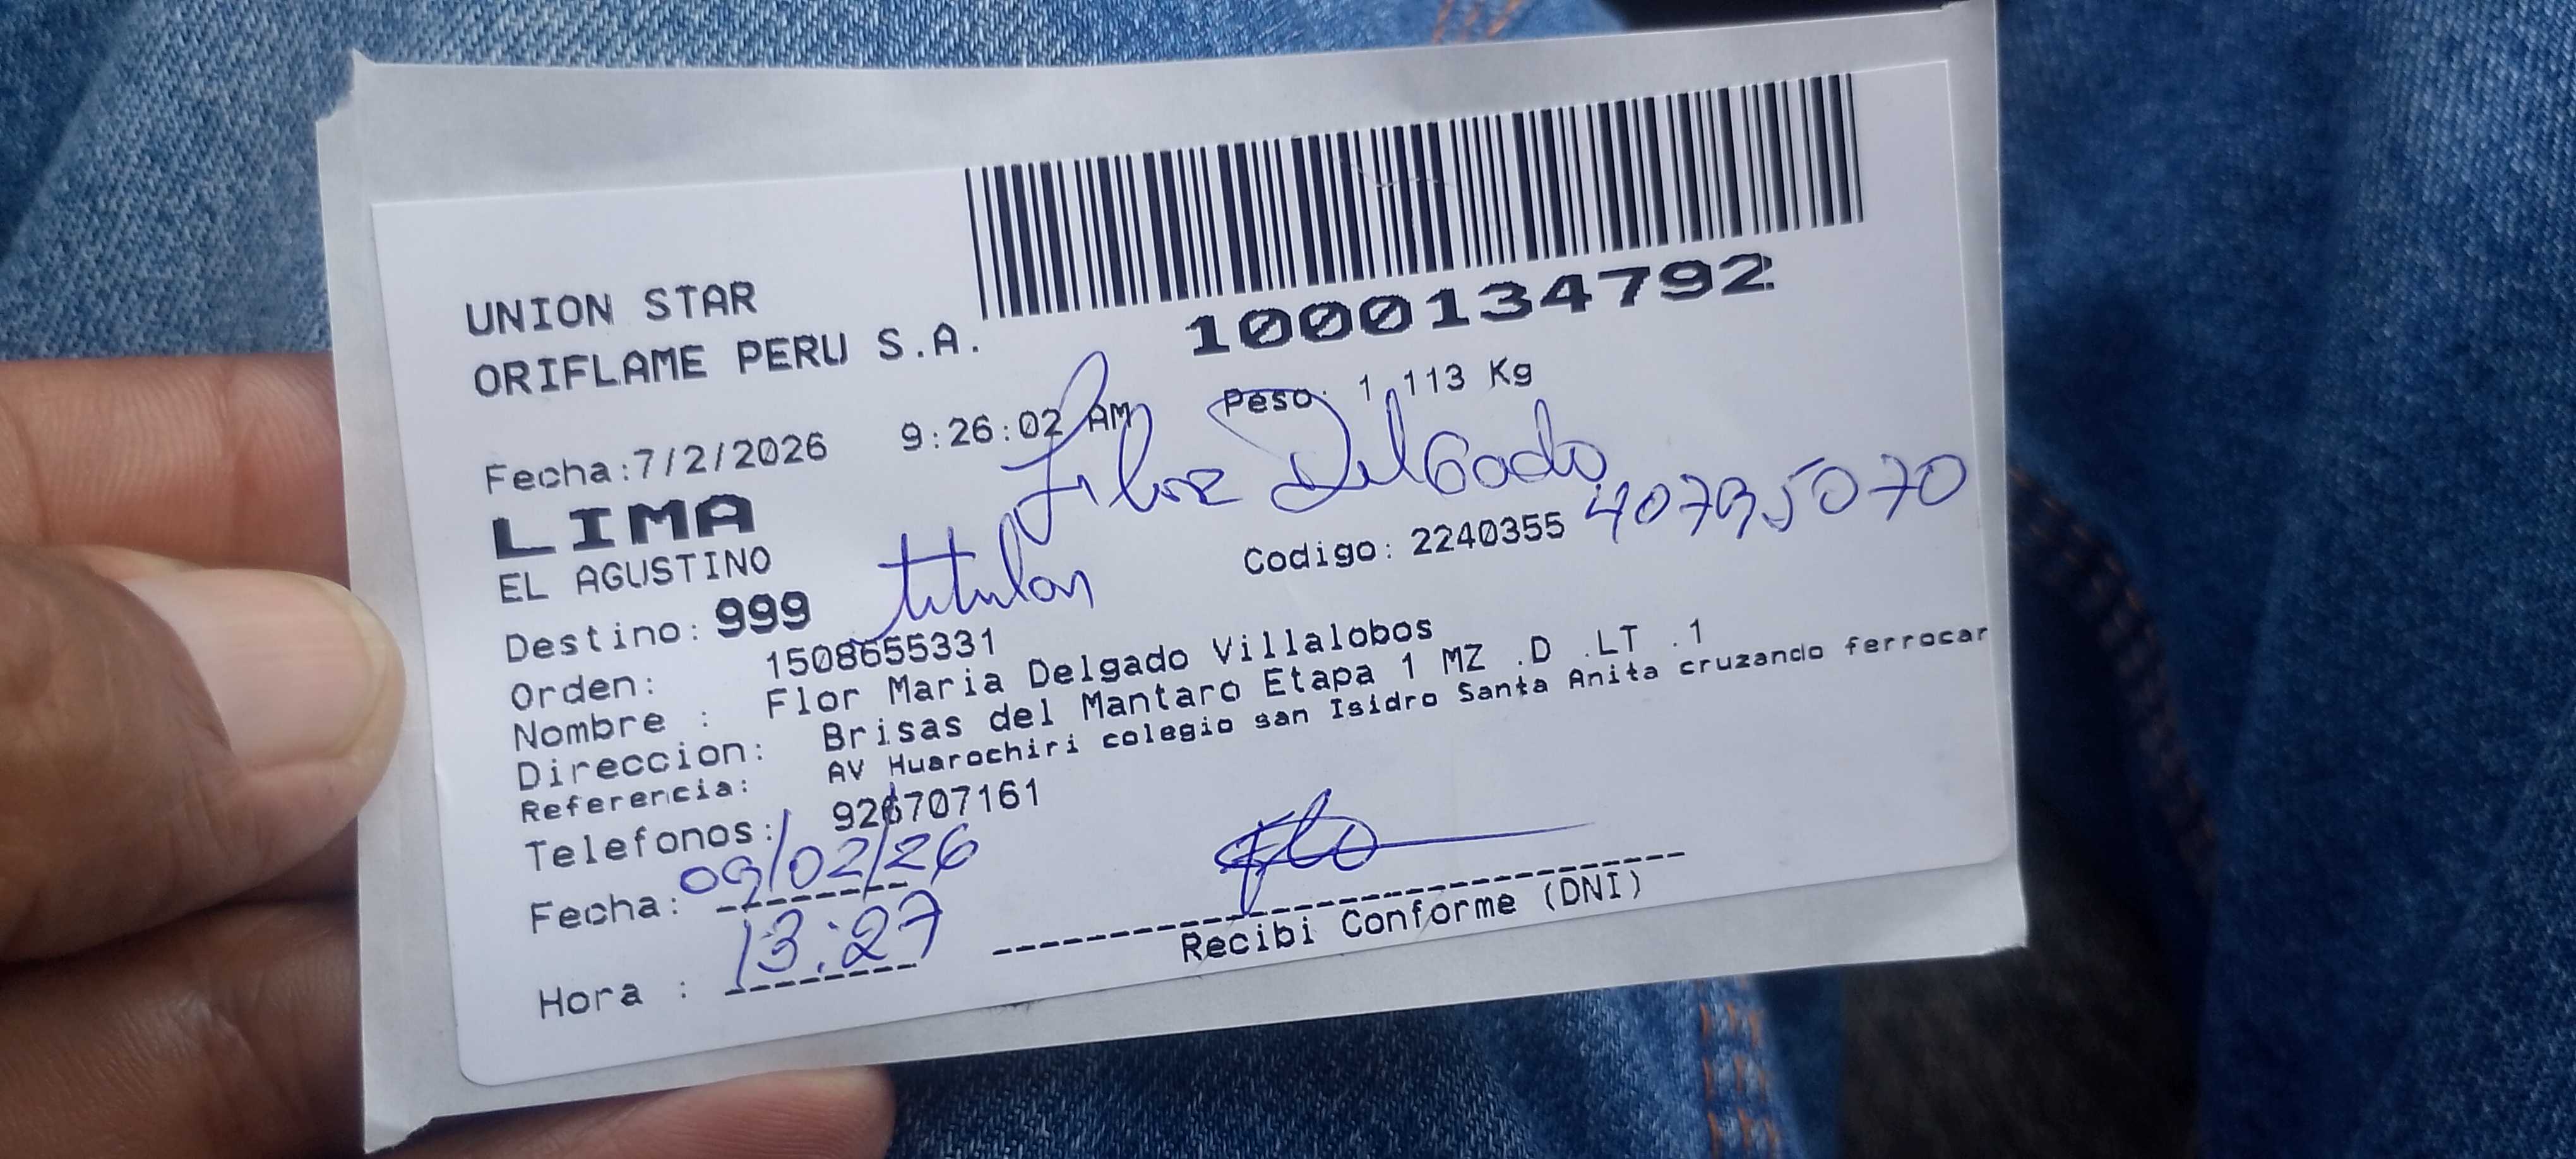 UNION STAR
ORIFLAME PERU S.A.
1000134792
Fecha:7/2/2026 9:26:02 AM Peso: 1.113 Kg
Flor Delgado
LIMA
EL AGUSTINO
titular
Codigo: 2240355 40795070
Destino: 999
Orden: 1508655331
Nombre : Flor Maria Delgado Villalobos
Direccion: Brisas del Mantaro Etapa 1 MZ .D .LT .1
Referencia: AV Huarochiri colegio san Isidro Santa Anita cruzando ferrocar
Telefonos: 926707161
Fecha: 09/02/26
Hora : 13:27
Flo
Recibi Conforme (DNI)